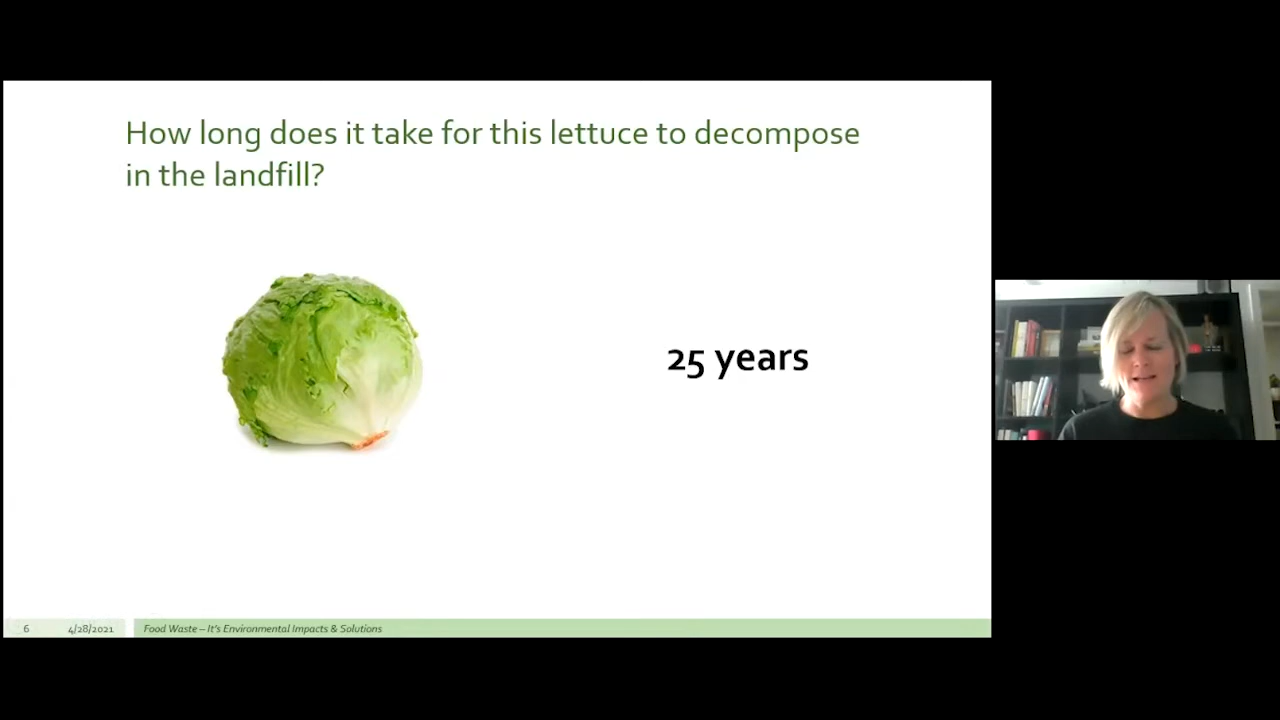 How long does it take for this lettuce to decompose
in the landfill?
25 years
6 4/28/2021 Food Waste – It's Environmental Impacts & Solutions